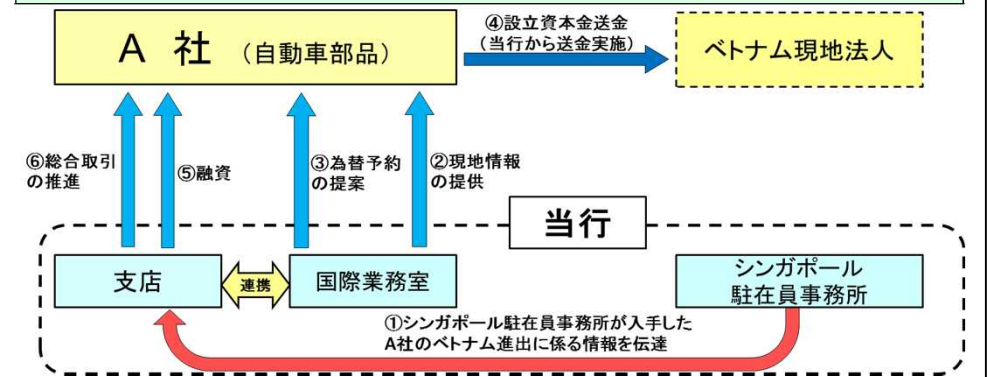 A 社 (自動車部品)
④設立資本金送金
(当行から送金実施)
ベトナム現地法人
⑥総合取引
の推進
⑤融資
③為替予約
の提案
②現地情報
の提供
当行
支店
連携
国際業務室
シンガポール
駐在員事務所
①シンガポール駐在員事務所が入手した
A社のベトナム進出に係る情報を伝達